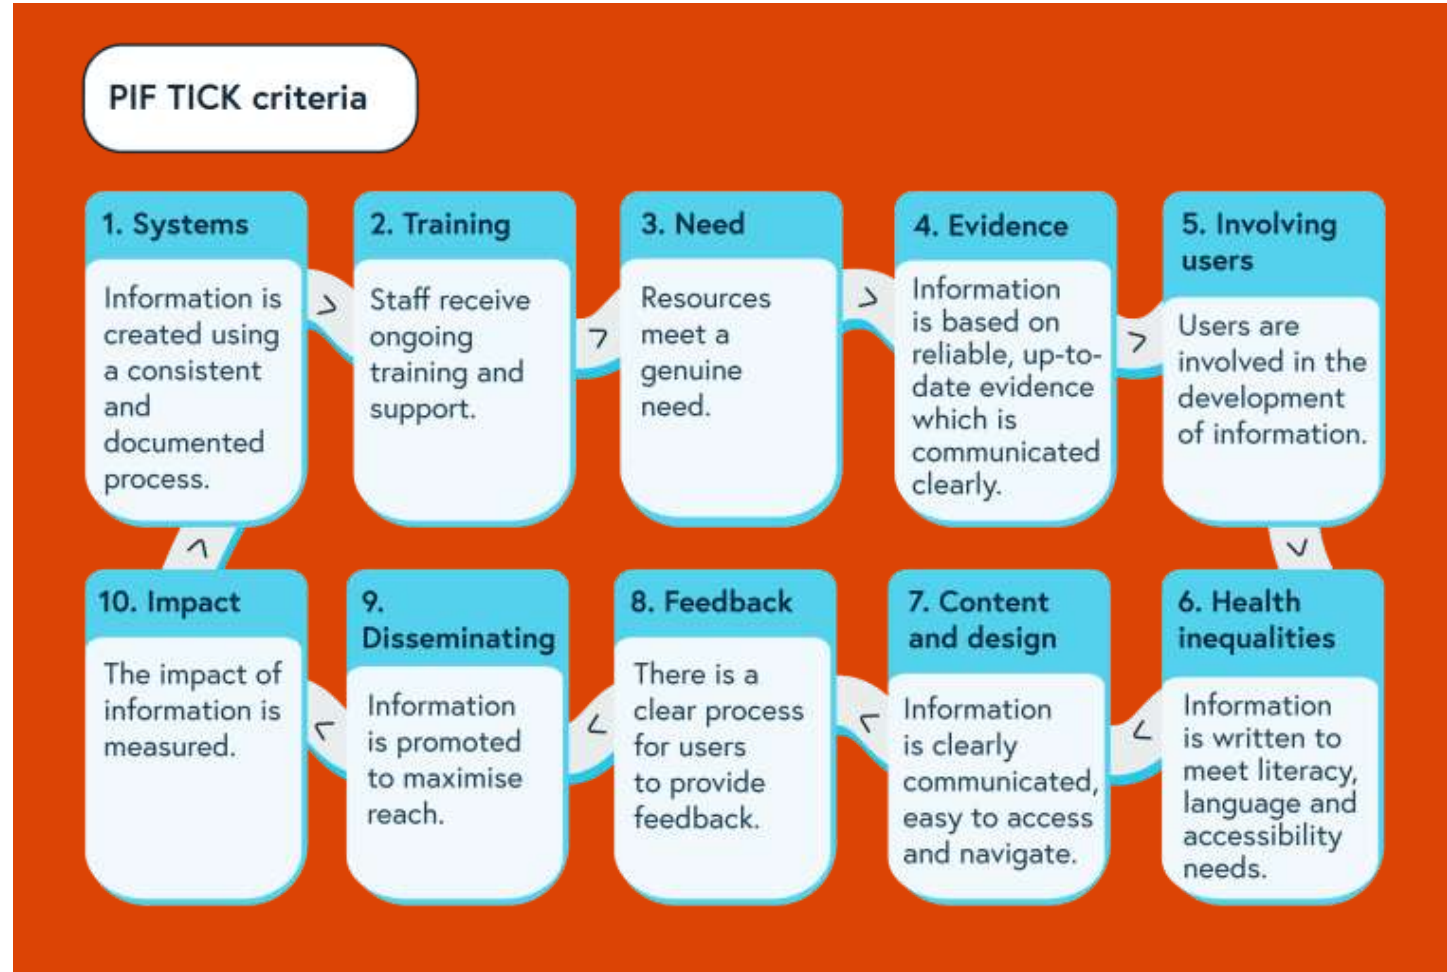 PIF TICK criteria
1. Systems
Information is
created using
a consistent
and
documented
process.
2. Training
Staff receive
ongoing
training and
support.
3. Need
Resources
meet a
genuine
need.
4. Evidence
Information
is based on
reliable, up-to-
date evidence
which is
communicated
clearly.
5. Involving
users
Users are
involved in the
development
of information.
6. Health
inequalities
Information
is written to
meet literacy,
language and
accessibility
needs.
7. Content
and design
Information
is clearly
communicated,
easy to access
and navigate.
8. Feedback
There is a
clear process
for users
to provide
feedback.
9.
Disseminating
Information
is promoted
to maximise
reach.
10. Impact
The impact of
information is
measured.